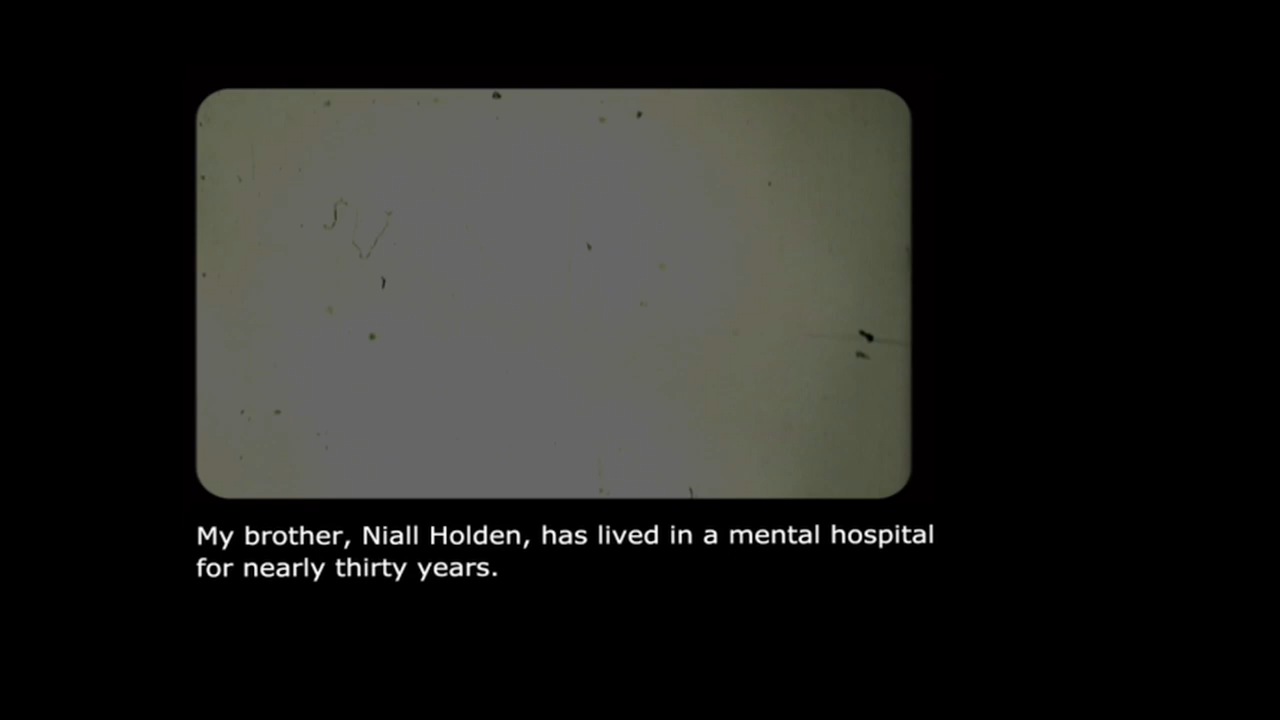 My brother, Niall Holden, has lived in a mental hospital
for nearly thirty years.